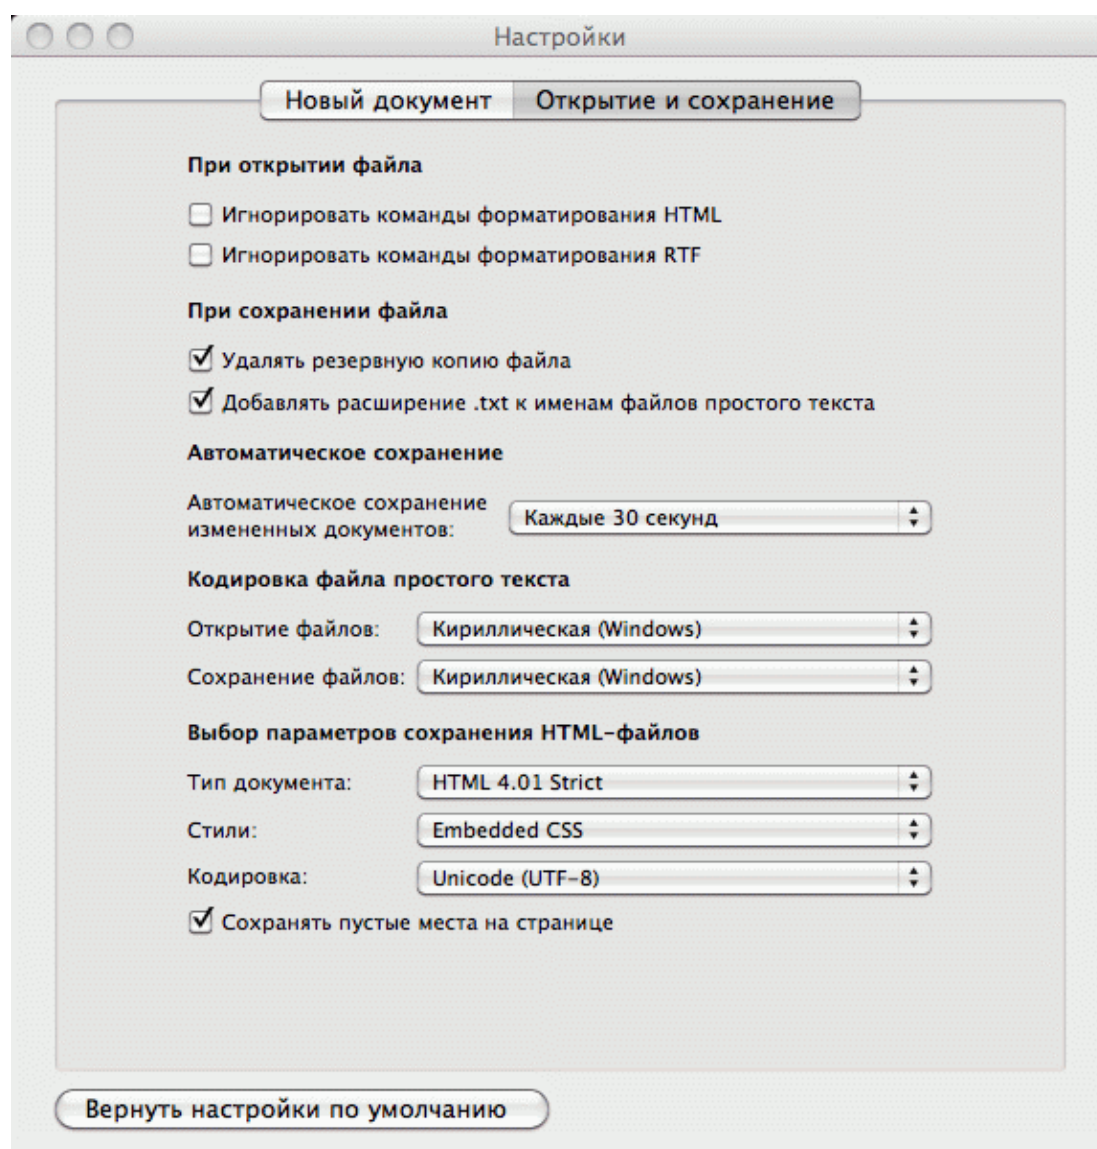 Настройки
Новый документ
Открытие и сохранение
При открытии файла
Игнорировать команды форматирования HTML
Игнорировать команды форматирования RTF
При сохранении файла
Удалять резервную копию файла
Добавлять расширение .txt к именам файлов простого текста
Автоматическое сохранение
Автоматическое сохранение
измененных документов:
Каждые 30 секунд
Кодировка файла простого текста
Открытие файлов:
Кириллическая (Windows)
Сохранение файлов:
Кириллическая (Windows)
Выбор параметров сохранения HTML-файлов
Тип документа:
HTML 4.01 Strict
Стили:
Embedded CSS
Кодировка:
Unicode (UTF-8)
Сохранять пустые места на странице
Вернуть настройки по умолчанию